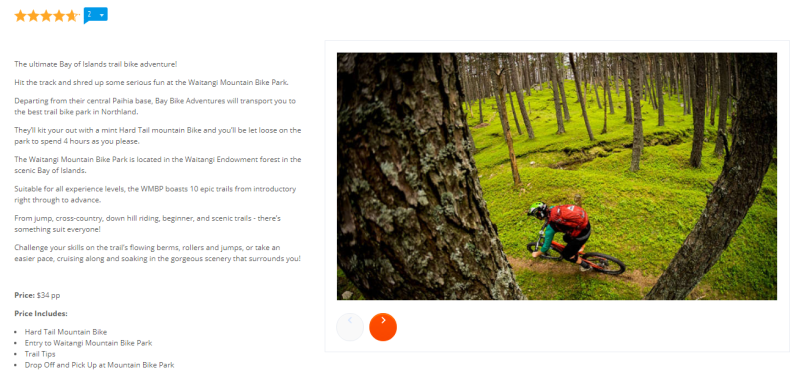 2
The ultimate Bay of Islands trail bike adventure!
Hit the track and shred up some serious fun at the Waitangi Mountain Bike Park.
Departing from their central Paihia base, Bay Bike Adventures will transport you to
the best trail bike park in Northland.
They'll kit your out with a mint Hard Tail mountain Bike and you'll be let loose on the
park to spend 4 hours as you please.
The Waitangi Mountain Bike Park is located in the Waitangi Endowment forest in the
scenic Bay of Islands.
Suitable for all experience levels, the WMBP boasts 10 epic trails from introductory
right through to advance.
From jump, cross-country, down hill riding, beginner, and scenic trails - there's
something suit everyone!
Challenge your skills on the trail's flowing berms, rollers and jumps, or take an
easier pace, cruising along and soaking in the gorgeous scenery that surrounds you!
Price: $34 pp
Price Includes:
• Hard Tail Mountain Bike
• Entry to Waitangi Mountain Bike Park
• Trail Tips
• Drop Off and Pick Up at Mountain Bike Park